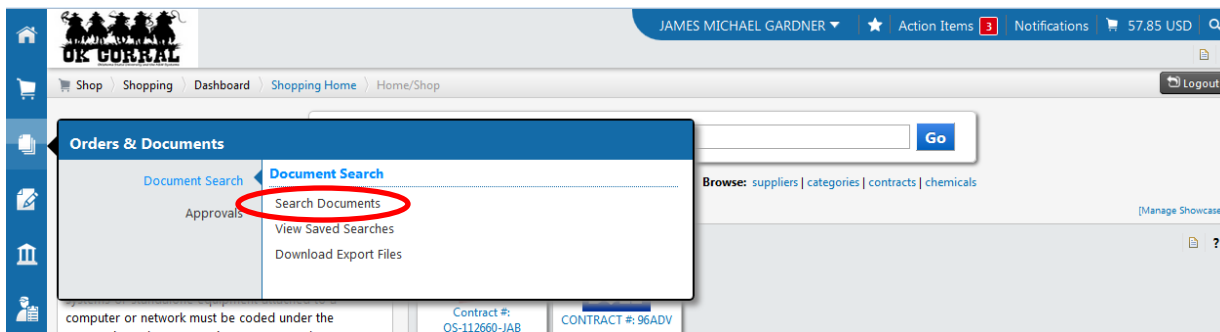 JAMES MICHAEL GARDNER ▼ ★ Action Items 3 Notifications 57.85 USD
OK CORRAL
Shop Shopping Dashboard Shopping Home Home/Shop
Logout
Orders & Documents
Go
Document Search
Document Search
Search Documents
Approvals
View Saved Searches
Download Export Files
Browse: suppliers | categories | contracts | chemicals
[Manage Showcase
?
computer or network must be coded under the
Contract #:
OS-112660-JAB
CONTRACT #: 96ADV